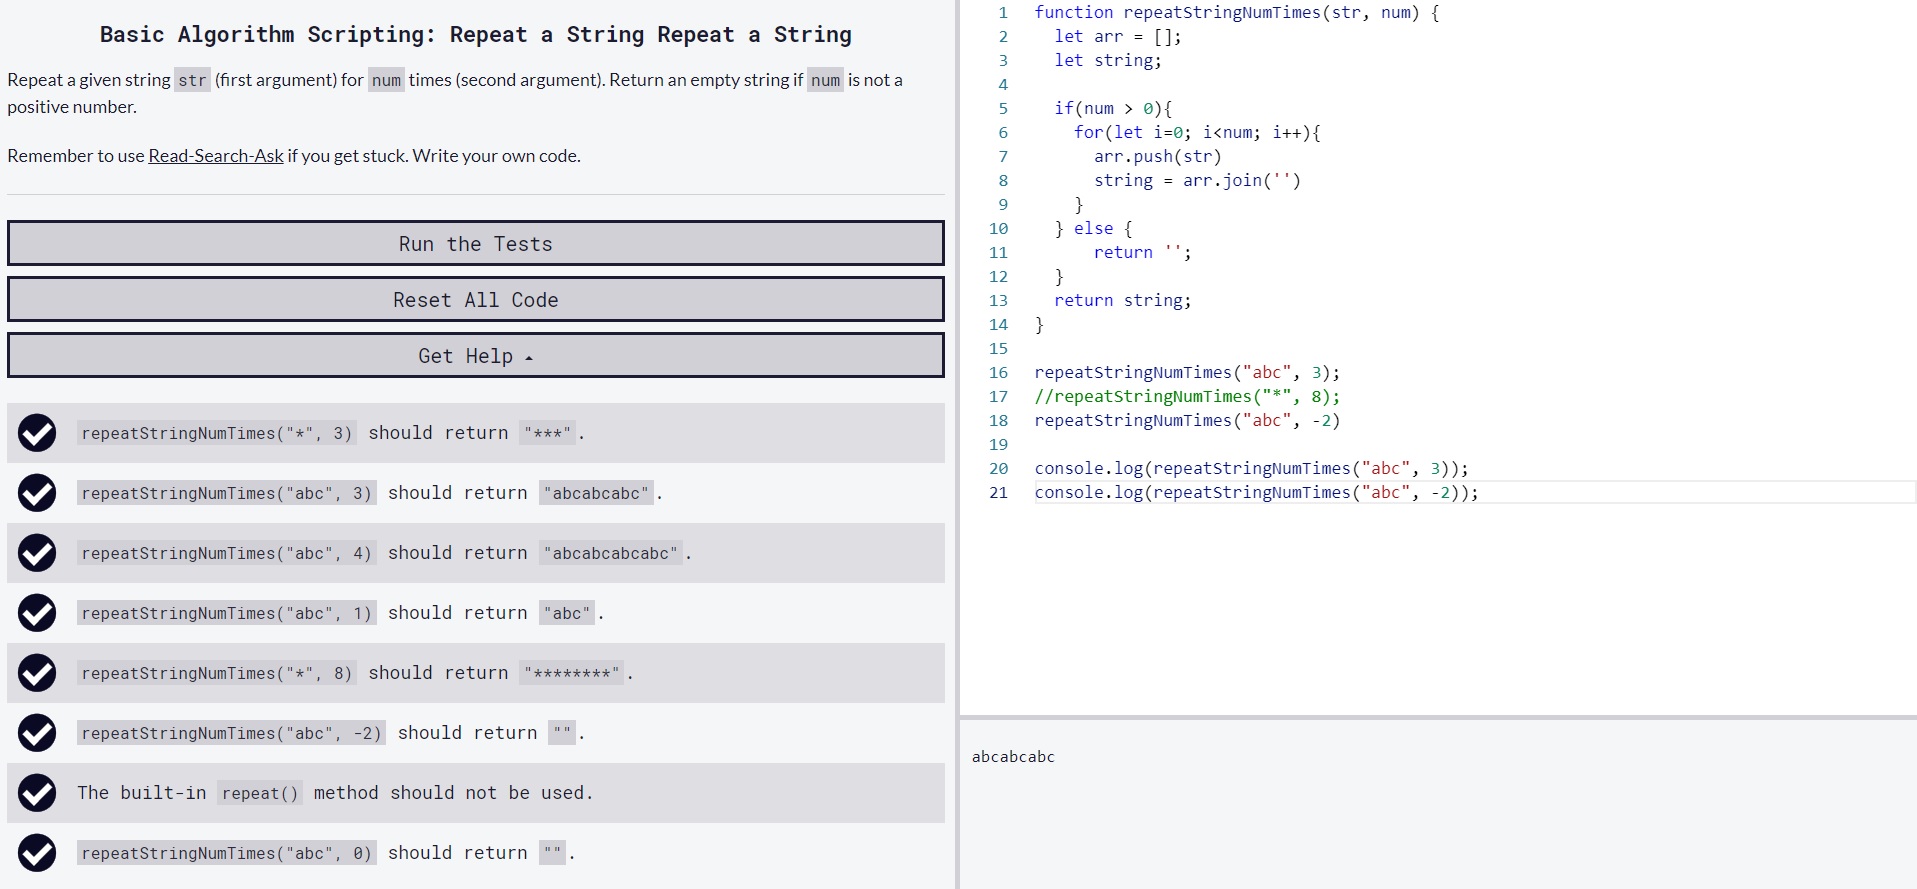 Basic Algorithm Scripting: Repeat a String Repeat a String
Repeat a given string str (first argument) for num times (second argument). Return an empty string if num is not a
positive number.
Remember to use Read-Search-Ask if you get stuck. Write your own code.
Run the Tests
Reset All Code
Get Help
repeatStringNumTimes("*", 3) should return "***".
repeatStringNumTimes("abc", 3) should return "abcabcabc".
repeatStringNumTimes("abc", 4) should return "abcabcabcabc".
repeatStringNumTimes("abc", 1) should return "abc".
repeatStringNumTimes("*", 8) should return "********".
repeatStringNumTimes("abc", -2) should return "".
The built-in repeat() method should not be used.
repeatStringNumTimes("abc", 0) should return "".
1 function repeatStringNumTimes(str, num) {
2   let arr = [];
3   let string;
4
5   if(num > 0){
6     for(let i=0; i<num; i++){
7       arr.push(str)
8       string = arr.join('')
9     }
10   } else {
11       return '';
12   }
13   return string;
14 }
15
16 repeatStringNumTimes("abc", 3);
17 //repeatStringNumTimes("*", 8);
18 repeatStringNumTimes("abc", -2)
19
20 console.log(repeatStringNumTimes("abc", 3));
21 console.log(repeatStringNumTimes("abc", -2));
abcabcabc